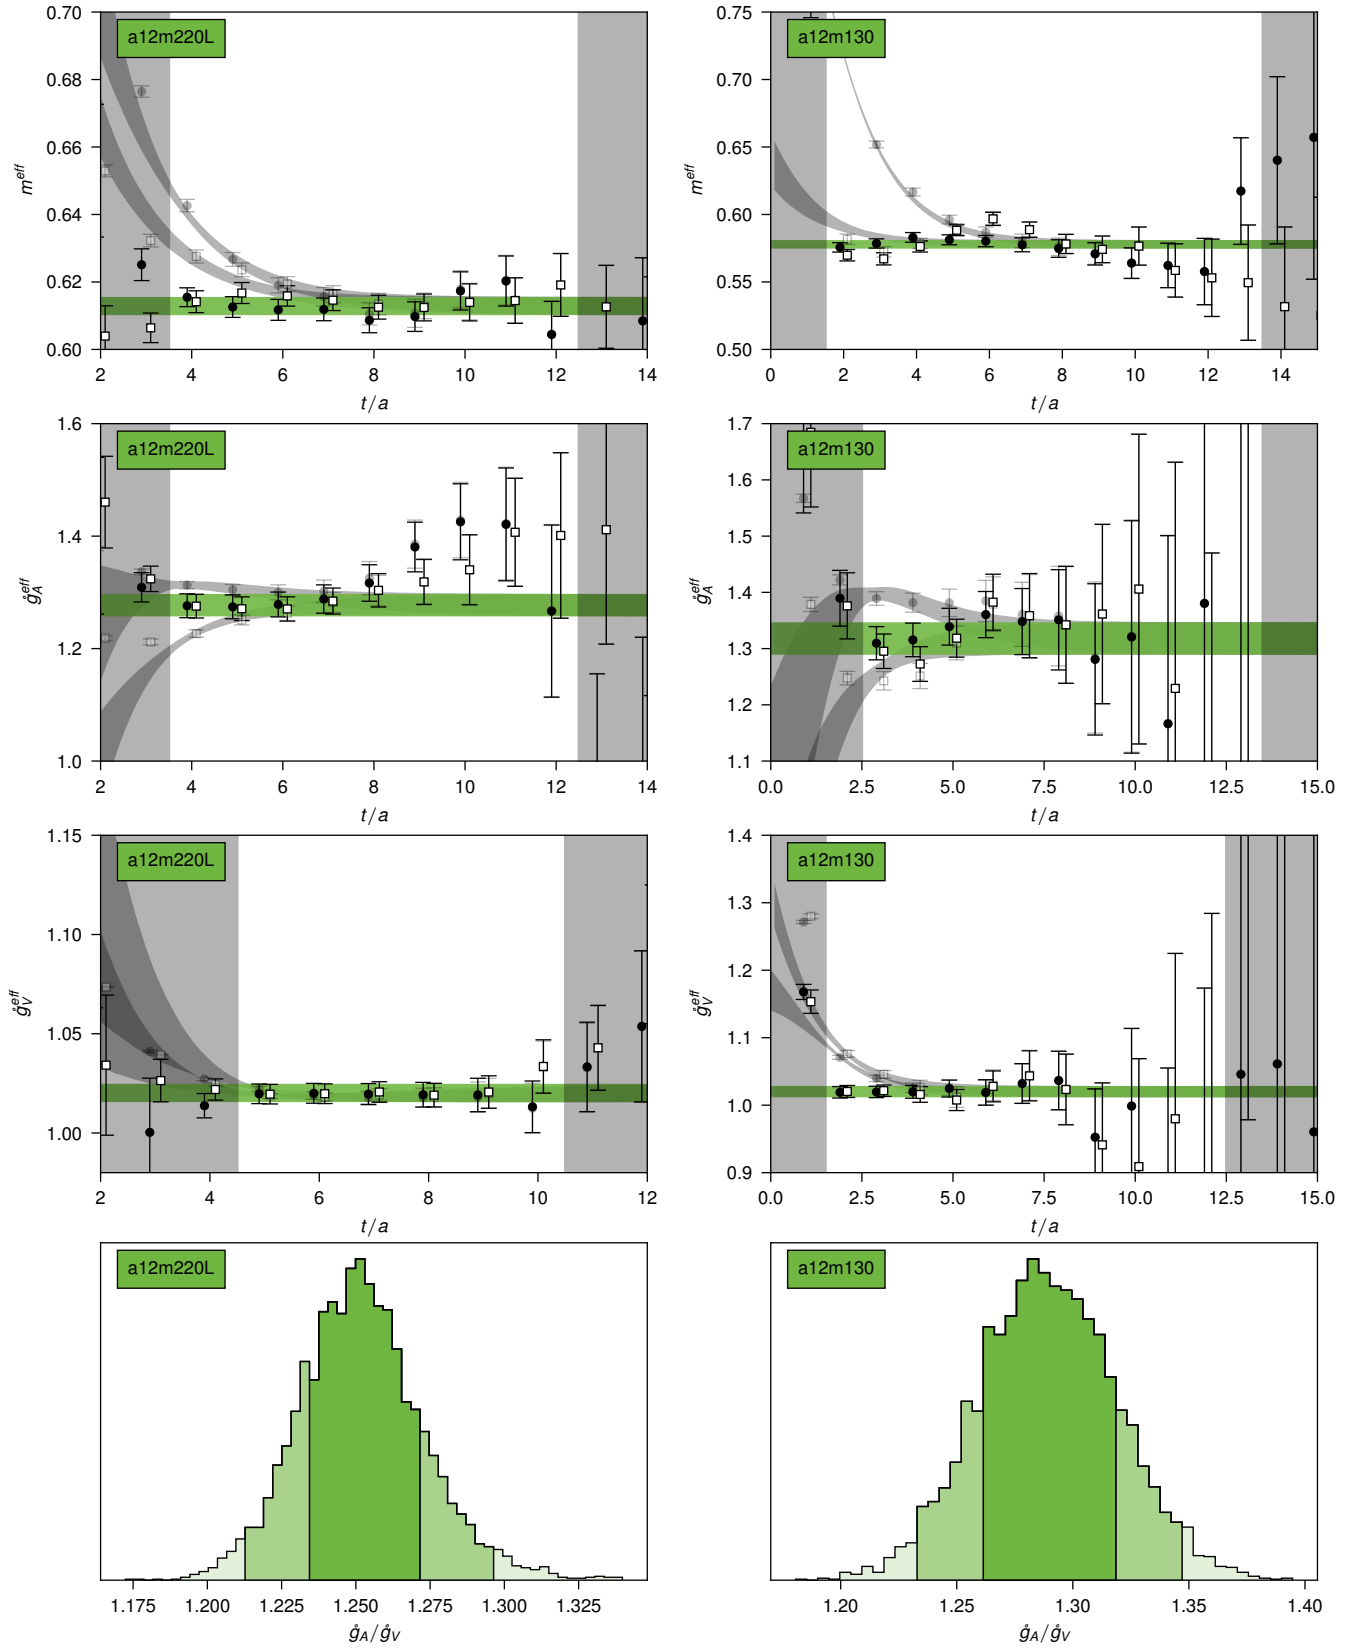 0.70
0.68
0.66
0.64
0.62
0.60
m^eff
a12m220L
2 4 6 8 10 12 14
t/a
0.75
0.70
0.65
0.60
0.55
0.50
m^eff
a12m130
0 2 4 6 8 10 12 14
t/a
1.6
1.4
1.2
1.0
g̊_A^eff
a12m220L
2 4 6 8 10 12 14
t/a
1.7
1.6
1.5
1.4
1.3
1.2
1.1
g̊_A^eff
a12m130
0.0 2.5 5.0 7.5 10.0 12.5 15.0
t/a
1.15
1.10
1.05
1.00
g̊_V^eff
a12m220L
2 4 6 8 10 12
t/a
1.4
1.3
1.2
1.1
1.0
0.9
g̊_V^eff
a12m130
0.0 2.5 5.0 7.5 10.0 12.5 15.0
t/a
a12m220L
1.175 1.200 1.225 1.250 1.275 1.300 1.325
g̊_A/g̊_V
a12m130
1.20 1.25 1.30 1.35 1.40
g̊_A/g̊_V